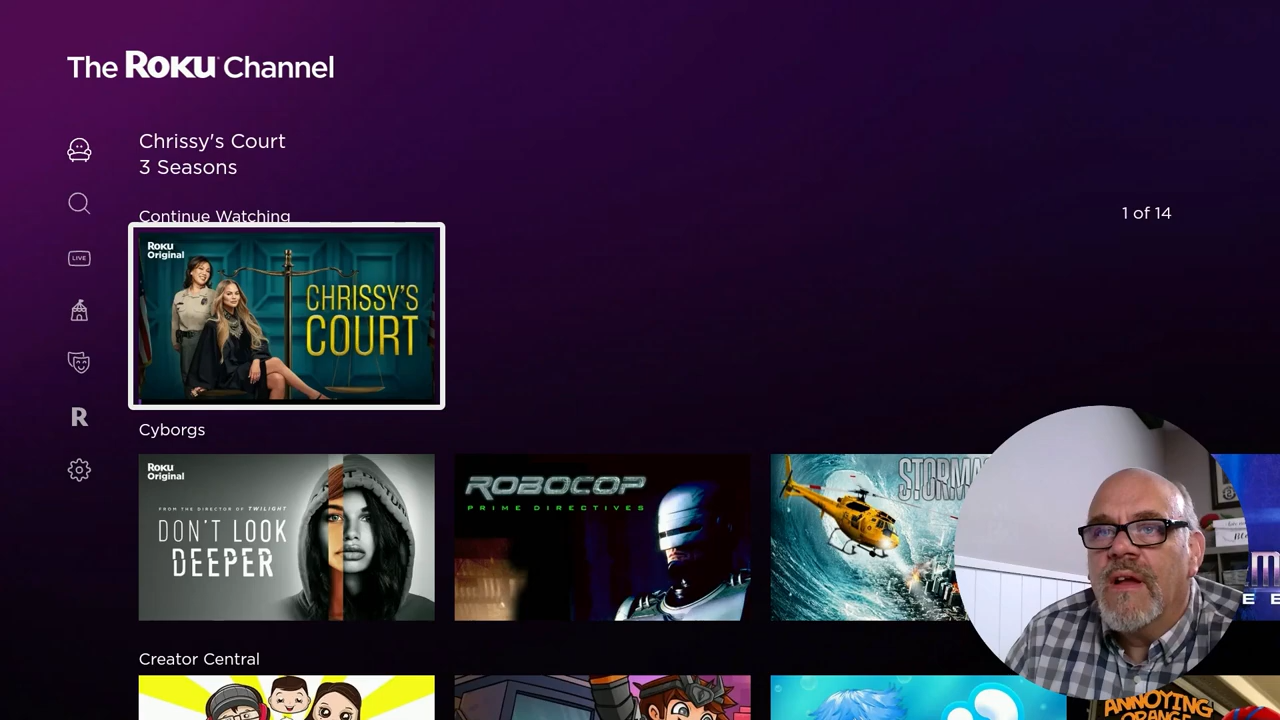 The Roku Channel
Chrissy's Court
3 Seasons
Continue Watching
1 of 14
LIVE
R
Roku
Original
CHRISSY'S
COURT
Cyborgs
Roku
Original
FROM THE DIRECTOR OF TWILIGHT
DON'T LOOK
DEEPER
ROBOCOP
PRIME DIRECTIVES
Creator Central
ANNOYING
ORANGE